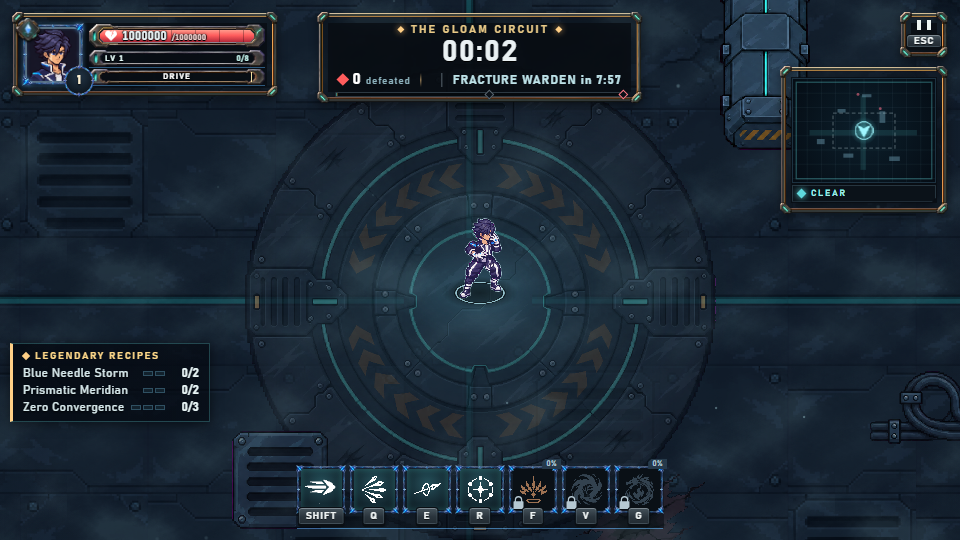 1000000 /1000000
LV 1 0/8
DRIVE
1
THE GLOAM CIRCUIT
00:02
0 defeated
FRACTURE WARDEN in 7:57
ESC
CLEAR
LEGENDARY RECIPES
Blue Needle Storm 0/2
Prismatic Meridian 0/2
Zero Convergence 0/3
0% 0%
SHIFT Q E R F V G